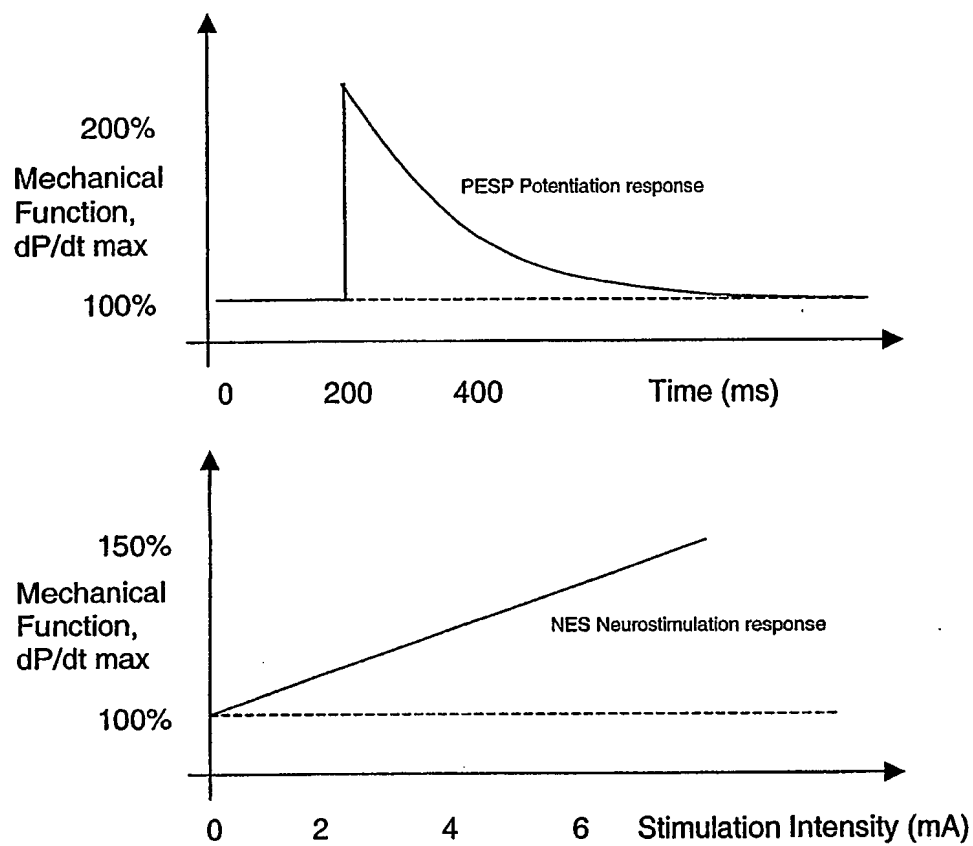 200%
Mechanical
Function,
dP/dt max
PESP Potentiation response
100%
0 200 400 Time (ms)
150%
Mechanical
Function,
dP/dt max
NES Neurostimulation response
100%
0 2 4 6 Stimulation Intensity (mA)